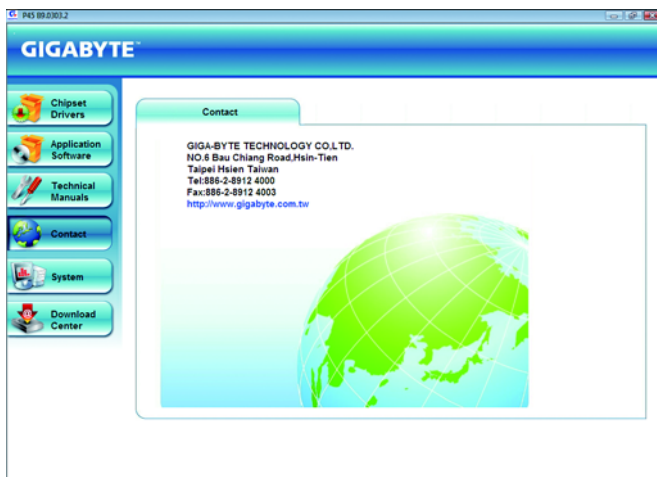 P45 B9.0303.2
GIGABYTE™
Chipset
Drivers
Application
Software
Technical
Manuals
Contact
System
Download
Center
Contact
GIGA-BYTE TECHNOLOGY CO,LTD.
NO.6 Bau Chiang Road,Hsin-Tien
Taipei Hsien Taiwan
Tel:886-2-8912 4000
Fax:886-2-8912 4003
http://www.gigabyte.com.tw